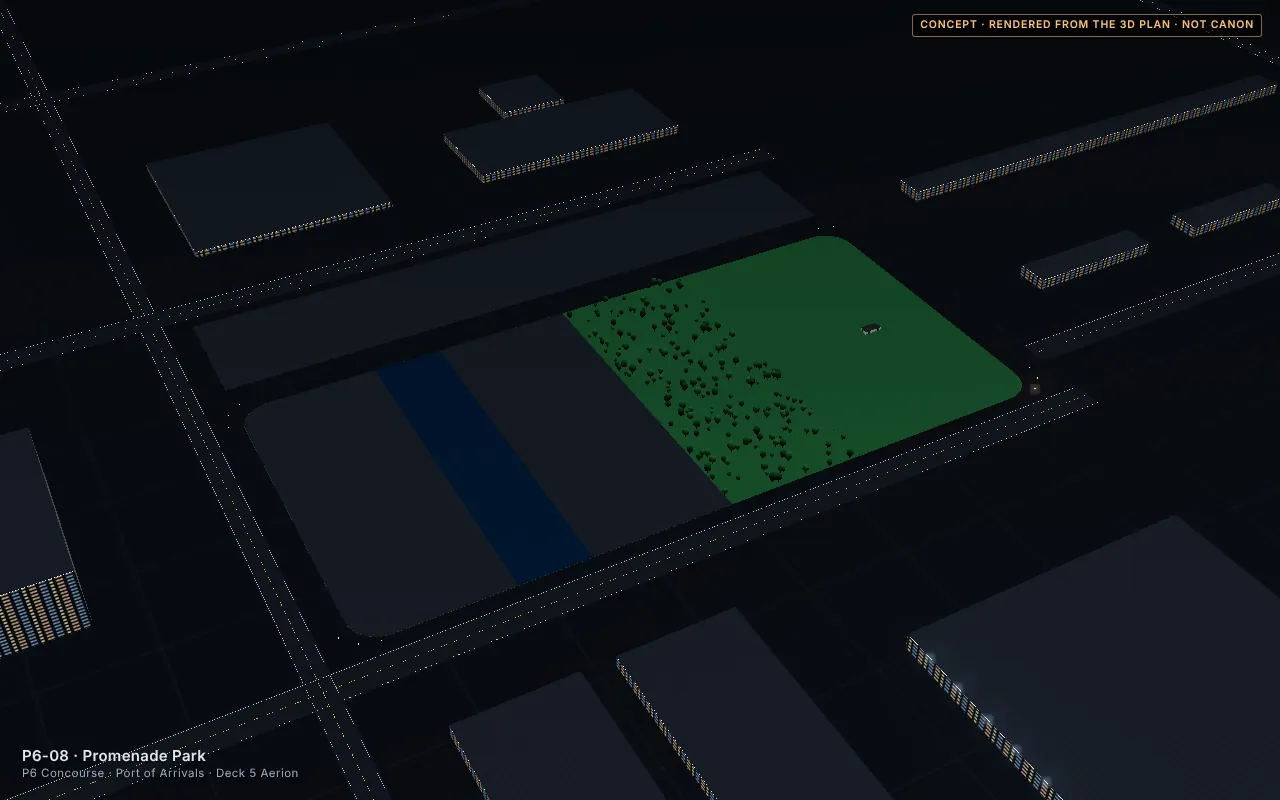 CONCEPT · RENDERED FROM THE 3D PLAN · NOT CANON
P6-08 · Promenade Park
P6 Concourse · Port of Arrivals · Deck 5 Aerion